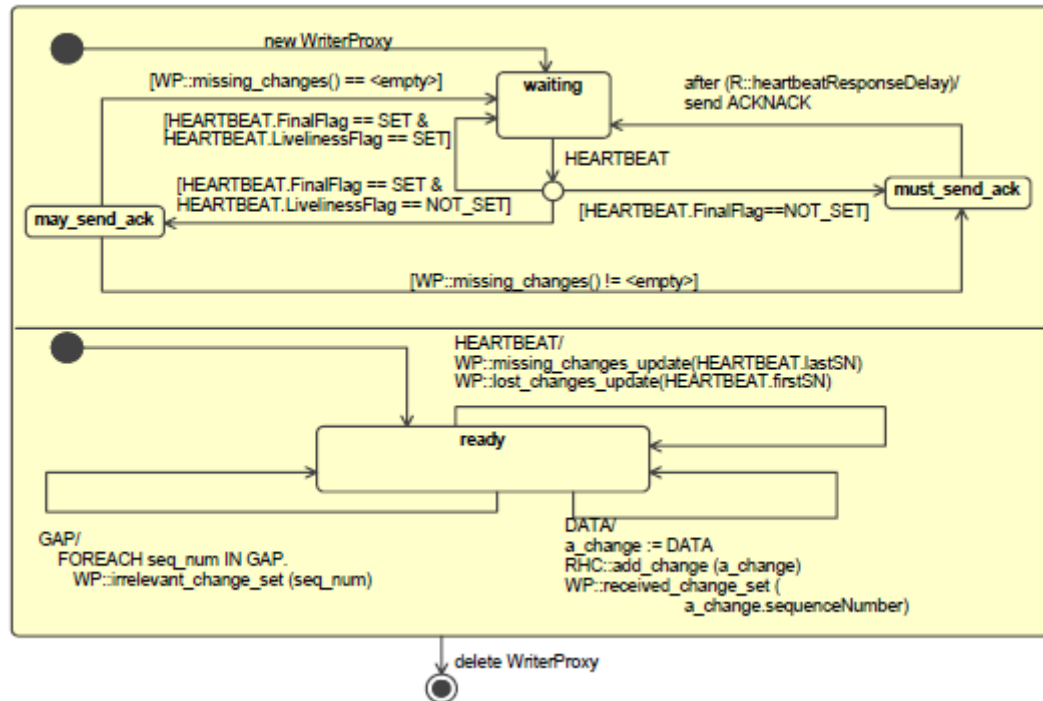 new WriterProxy
[WP::missing_changes() == <empty>]
waiting
after (R::heartbeatResponseDelay)/
send ACKNACK
[HEARTBEAT.FinalFlag == SET &
HEARTBEAT.LivelinessFlag == SET]
HEARTBEAT
[HEARTBEAT.FinalFlag == SET &
HEARTBEAT.LivelinessFlag == NOT_SET]
must_send_ack
may_send_ack
[HEARTBEAT.FinalFlag==NOT_SET]
[WP::missing_changes() != <empty>]
HEARTBEAT/
WP::missing_changes_update(HEARTBEAT.lastSN)
WP::lost_changes_update(HEARTBEAT.firstSN)
ready
GAP/
FOREACH seq_num IN GAP.
WP::irrelevant_change_set (seq_num)
DATA/
a_change := DATA
RHC::add_change (a_change)
WP::received_change_set (
a_change.sequenceNumber)
delete WriterProxy